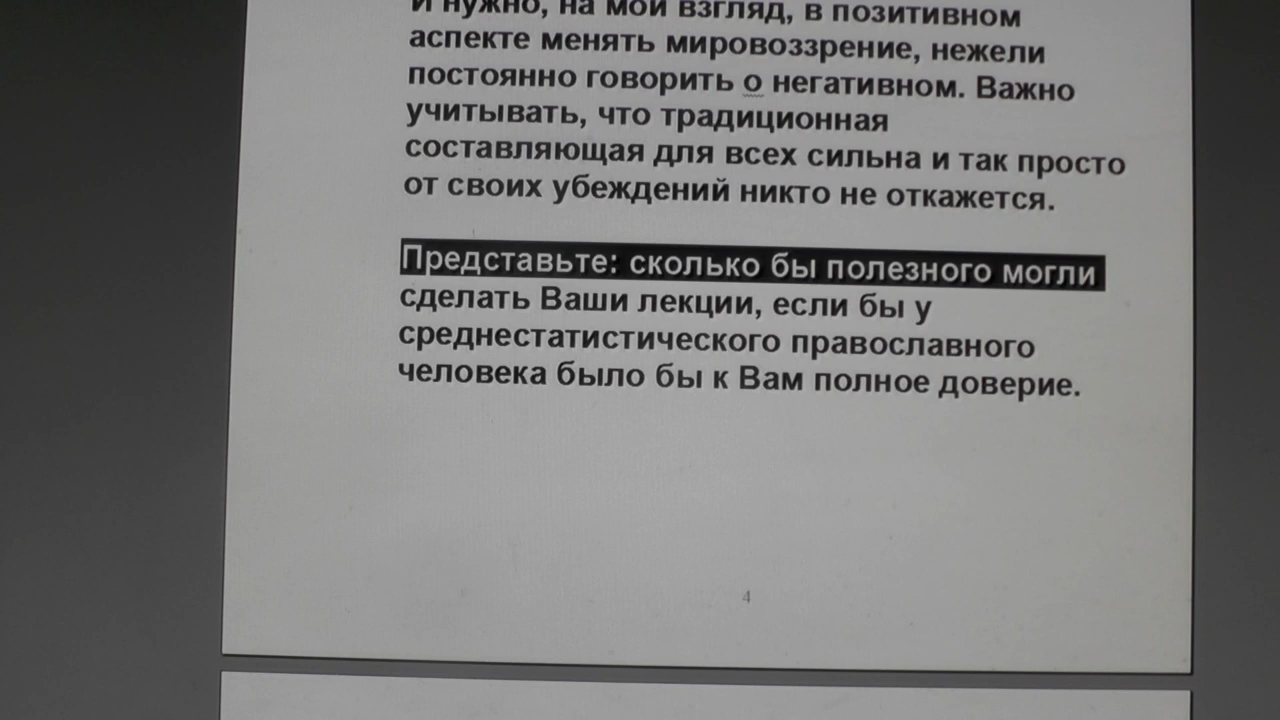 И нужно, на мой взгляд, в позитивном
аспекте менять мировоззрение, нежели
постоянно говорить о негативном. Важно
учитывать, что традиционная
составляющая для всех сильна и так просто
от своих убеждений никто не откажется.
Представьте: сколько бы полезного могли
сделать Ваши лекции, если бы у
среднестатистического православного
человека было бы к Вам полное доверие.
4